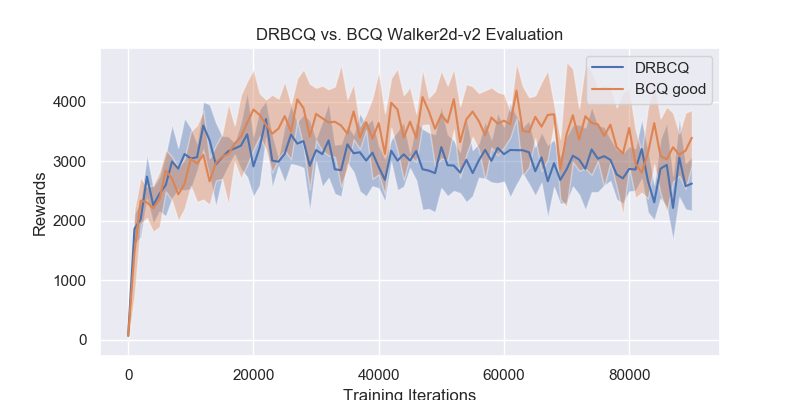 DRBCQ vs. BCQ Walker2d-v2 Evaluation
DRBCQ
BCQ good
Rewards
4000
3000
2000
1000
0
0 20000 40000 60000 80000
Training Iterations